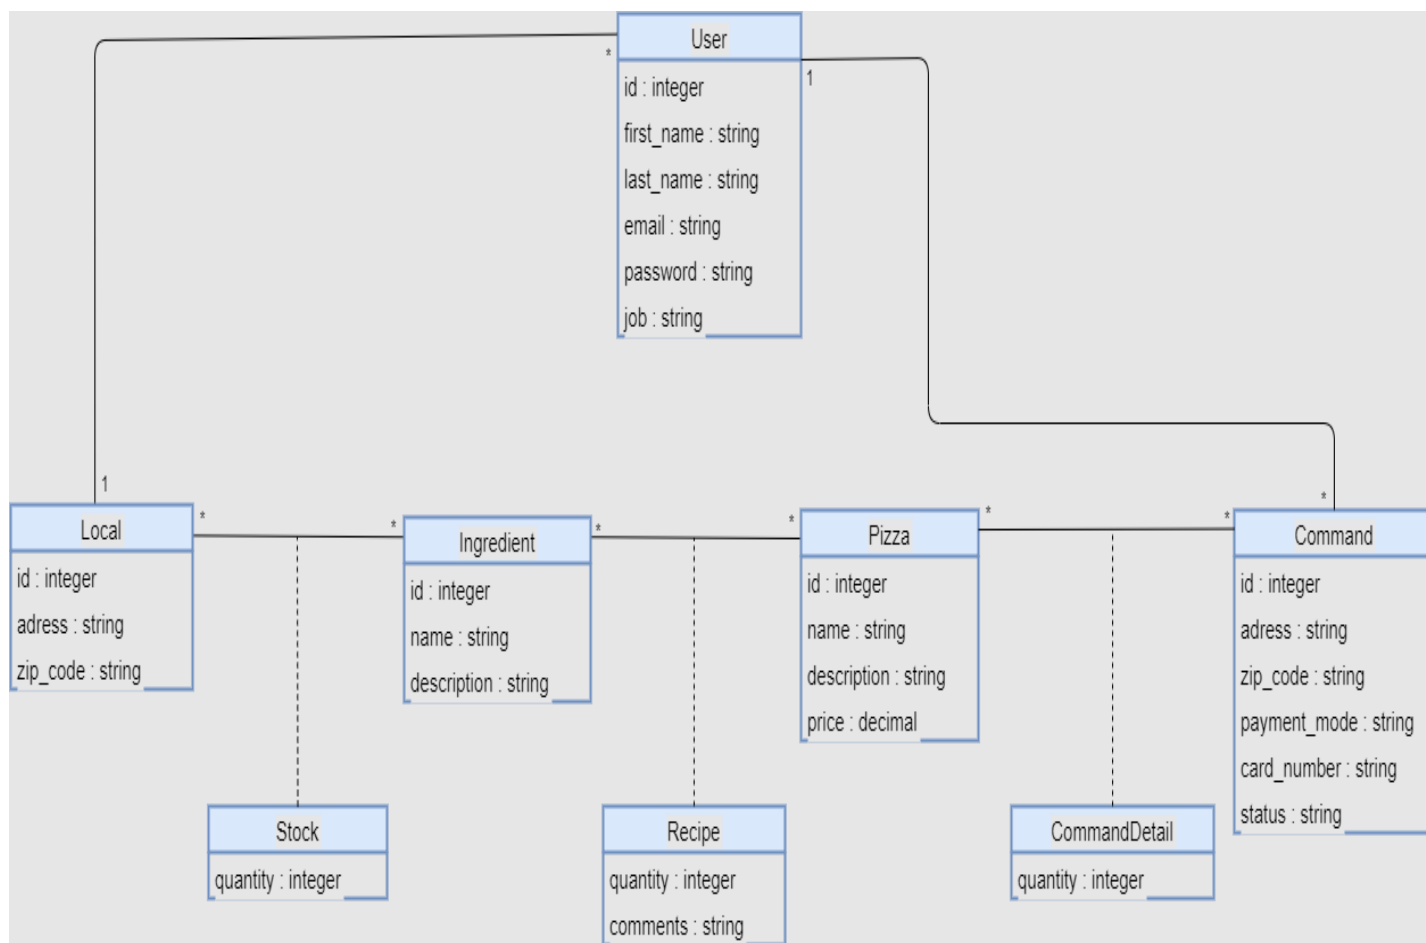 User
*
1
id : integer
first_name : string
last_name : string
email : string
password : string
job : string
1
*
Local
*
*
Ingredient
*
*
Pizza
*
*
Command
id : integer
adress : string
zip_code : string
id : integer
name : string
description : string
id : integer
name : string
description : string
price : decimal
id : integer
adress : string
zip_code : string
payment_mode : string
card_number : string
status : string
Stock
quantity : integer
Recipe
quantity : integer
comments : string
CommandDetail
quantity : integer